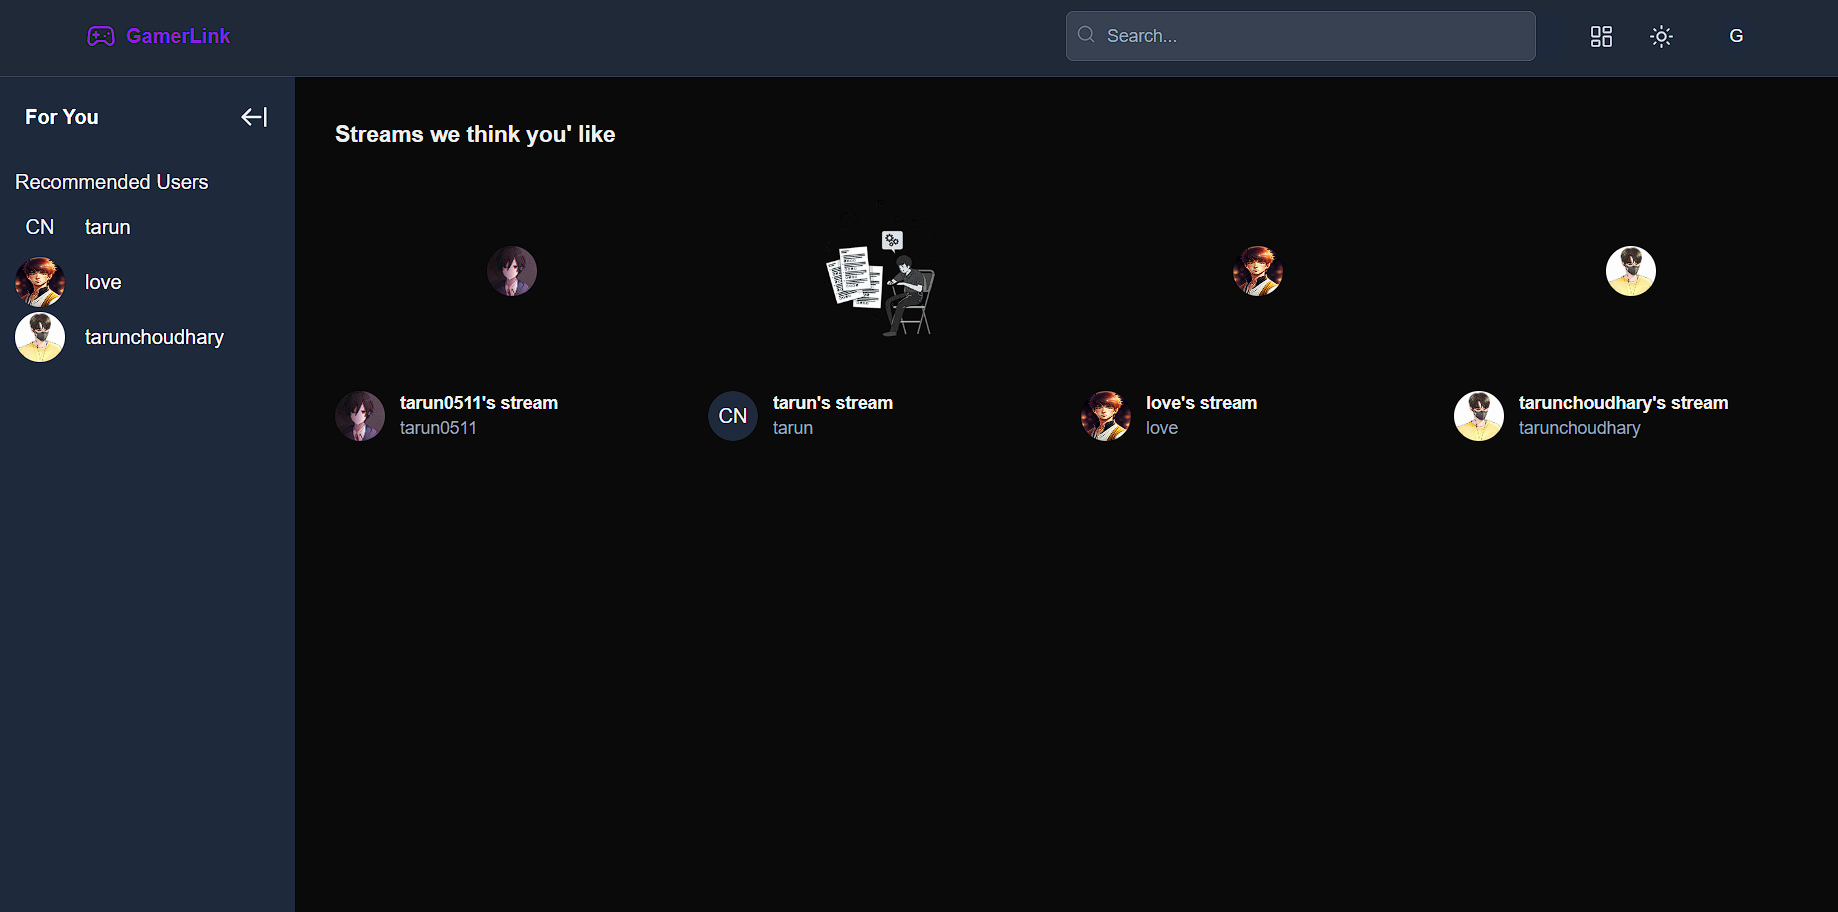 GamerLink
Search...
G
For You
Recommended Users
CN tarun
love
tarunchoudhary
Streams we think you' like
tarun0511's stream
tarun0511
CN
tarun's stream
tarun
love's stream
love
tarunchoudhary's stream
tarunchoudhary